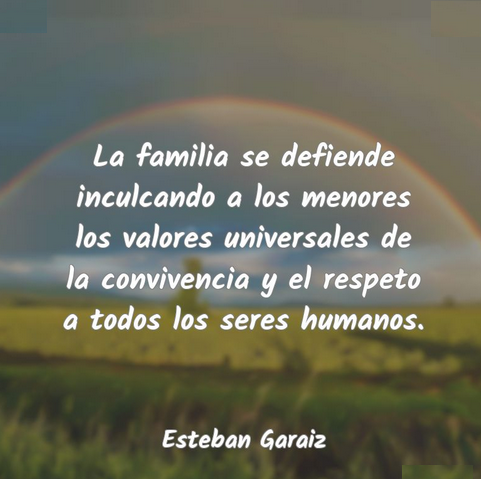 La familia se defiende
inculcando a los menores
los valores universales de
la convivencia y el respeto
a todos los seres humanos.
Esteban Garaiz